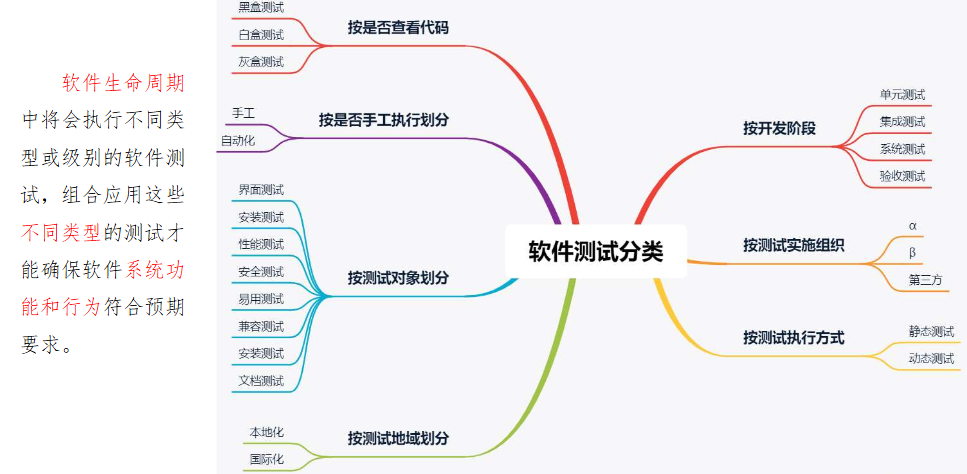 软件生命周期
中将会执行不同类
型或级别的软件测
试，组合应用这些
不同类型的测试才
能确保软件系统功
能和行为符合预期
要求。
黑盒测试
白盒测试
灰盒测试
按是否查看代码
手工
自动化
按是否手工执行划分
界面测试
安装测试
性能测试
安全测试
易用测试
兼容测试
安装测试
文档测试
按测试对象划分
本地化
国际化
按测试地域划分
软件测试分类
按开发阶段
单元测试
集成测试
系统测试
验收测试
按测试实施组织
α
β
第三方
按测试执行方式
静态测试
动态测试